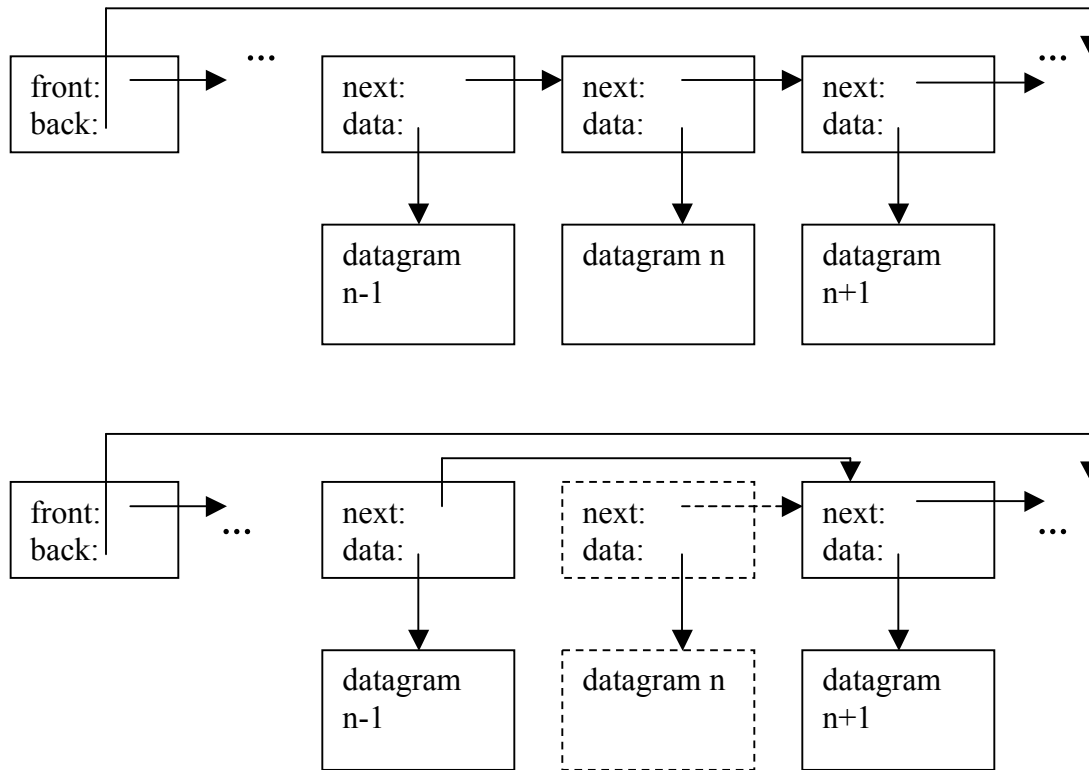 ...
...
front:
back:
next:
data:
next:
data:
next:
data:
datagram
n-1
datagram n
datagram
n+1
front:
back:
...
next:
data:
next:
data:
next:
data:
...
datagram
n-1
datagram n
datagram
n+1